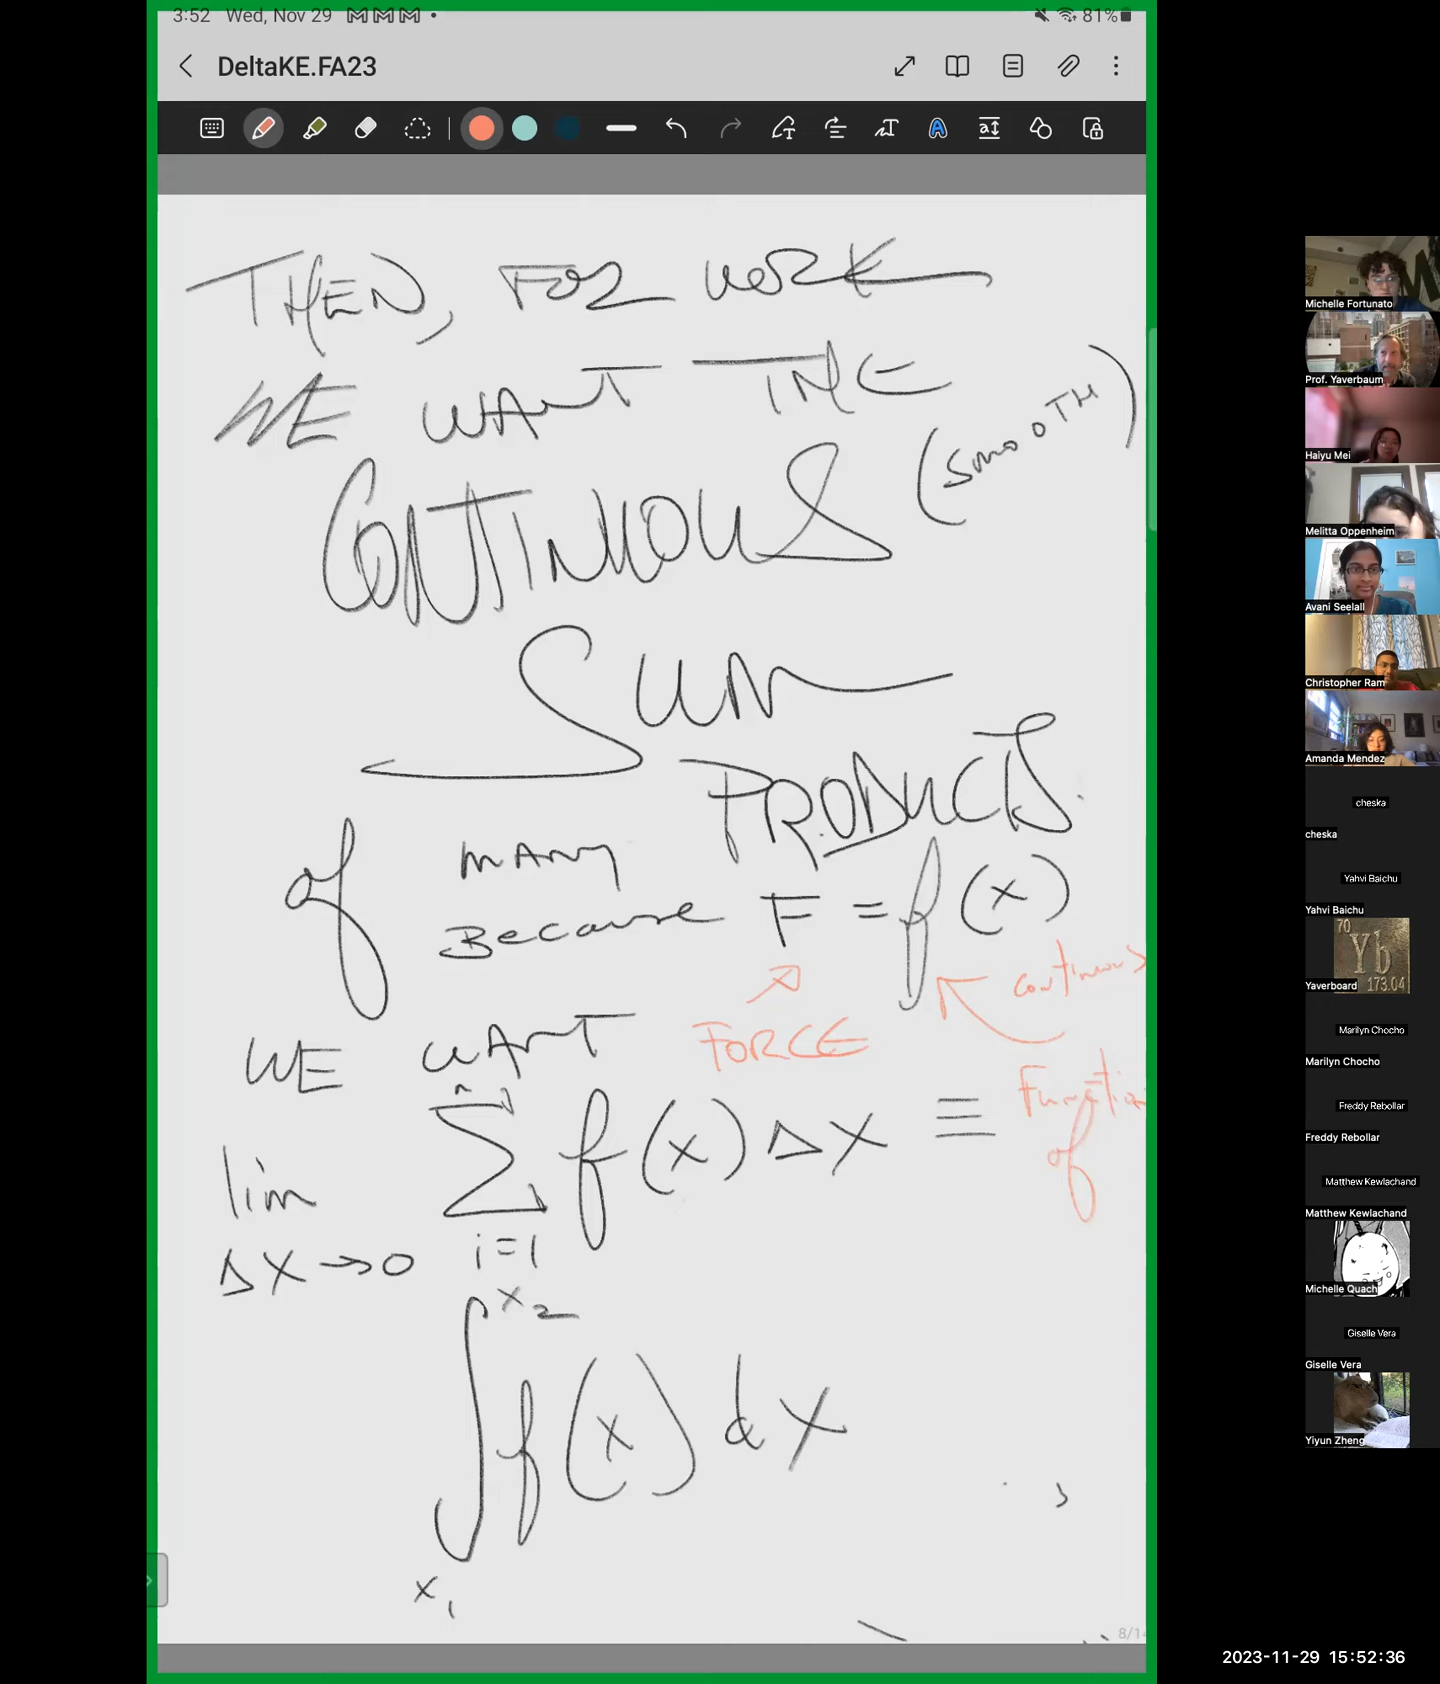 3:52 Wed, Nov 29
81%
DeltaKE.FA23
THEN, FOR WORK
WE WANT THE
CONTINUOUS (SMOOTH)
SUM
of MANY PRODUCTS.
Because F = f(x)
FORCE
continuous
Function
of
WE WANT
lim n Σ f(x) Δx ≡
Δx → 0 i=1
x2
∫ f(x) dx
x1
8/1
Michelle Fortunato
Prof. Yaverbaum
Haiyu Mei
Melitta Oppenheim
Avani Seelall
Christopher Ram
Amanda Mendez
cheska
cheska
Yahvi Baichu
Yahvi Baichu
70
Yb
173.04
Yaverboard
Marilyn Chocho
Marilyn Chocho
Freddy Rebollar
Freddy Rebollar
Matthew Kewlachand
Matthew Kewlachand
Michelle Quach
Giselle Vera
Giselle Vera
Yiyun Zheng
2023-11-29 15:52:36